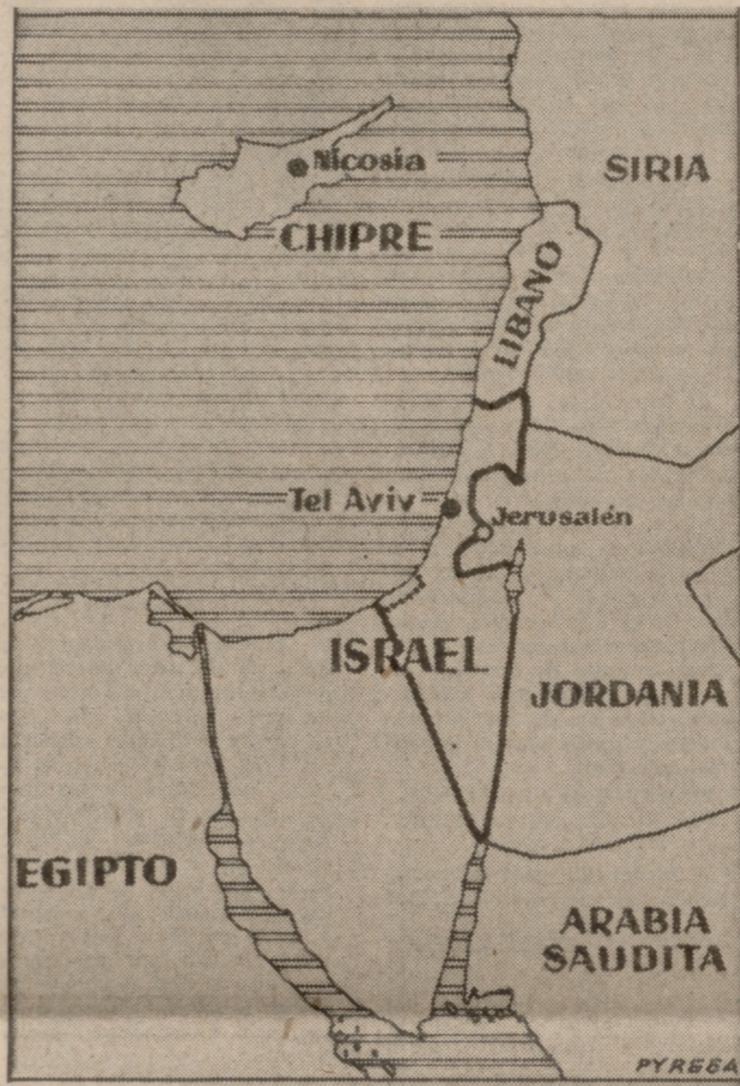 Nicosia
SIRIA
CHIPRE
LIBANO
Tel Aviv
Jerusalén
ISRAEL
JORDANIA
EGIPTO
ARABIA
SAUDITA
PYRESA